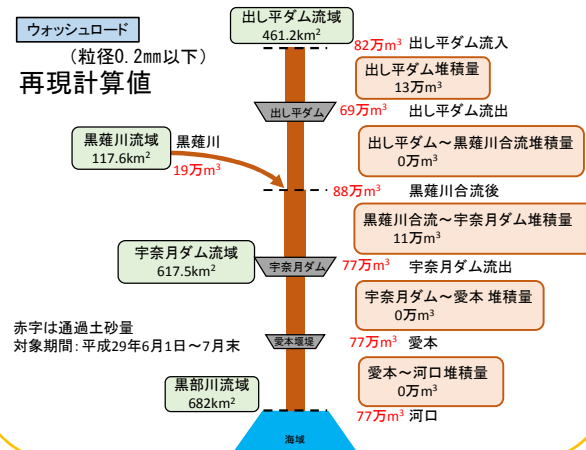 ウォッシュロード
（粒径0.2mm以下）
再現計算値
出し平ダム流域
461.2km²
82万m³ 出し平ダム流入
出し平ダム堆積量
13万m³
出し平ダム
69万m³ 出し平ダム流出
出し平ダム～黒薙川合流堆積量
0万m³
黒薙川流域
117.6km²
黒薙川
19万m³
88万m³ 黒薙川合流後
黒薙川合流～宇奈月ダム堆積量
11万m³
宇奈月ダム流域
617.5km²
宇奈月ダム
77万m³ 宇奈月ダム流出
宇奈月ダム～愛本 堆積量
0万m³
赤字は通過土砂量
対象期間：平成29年6月1日～7月末
愛本堰堤
77万m³ 愛本
愛本～河口堆積量
0万m³
黒部川流域
682km²
77万m³ 河口
海域